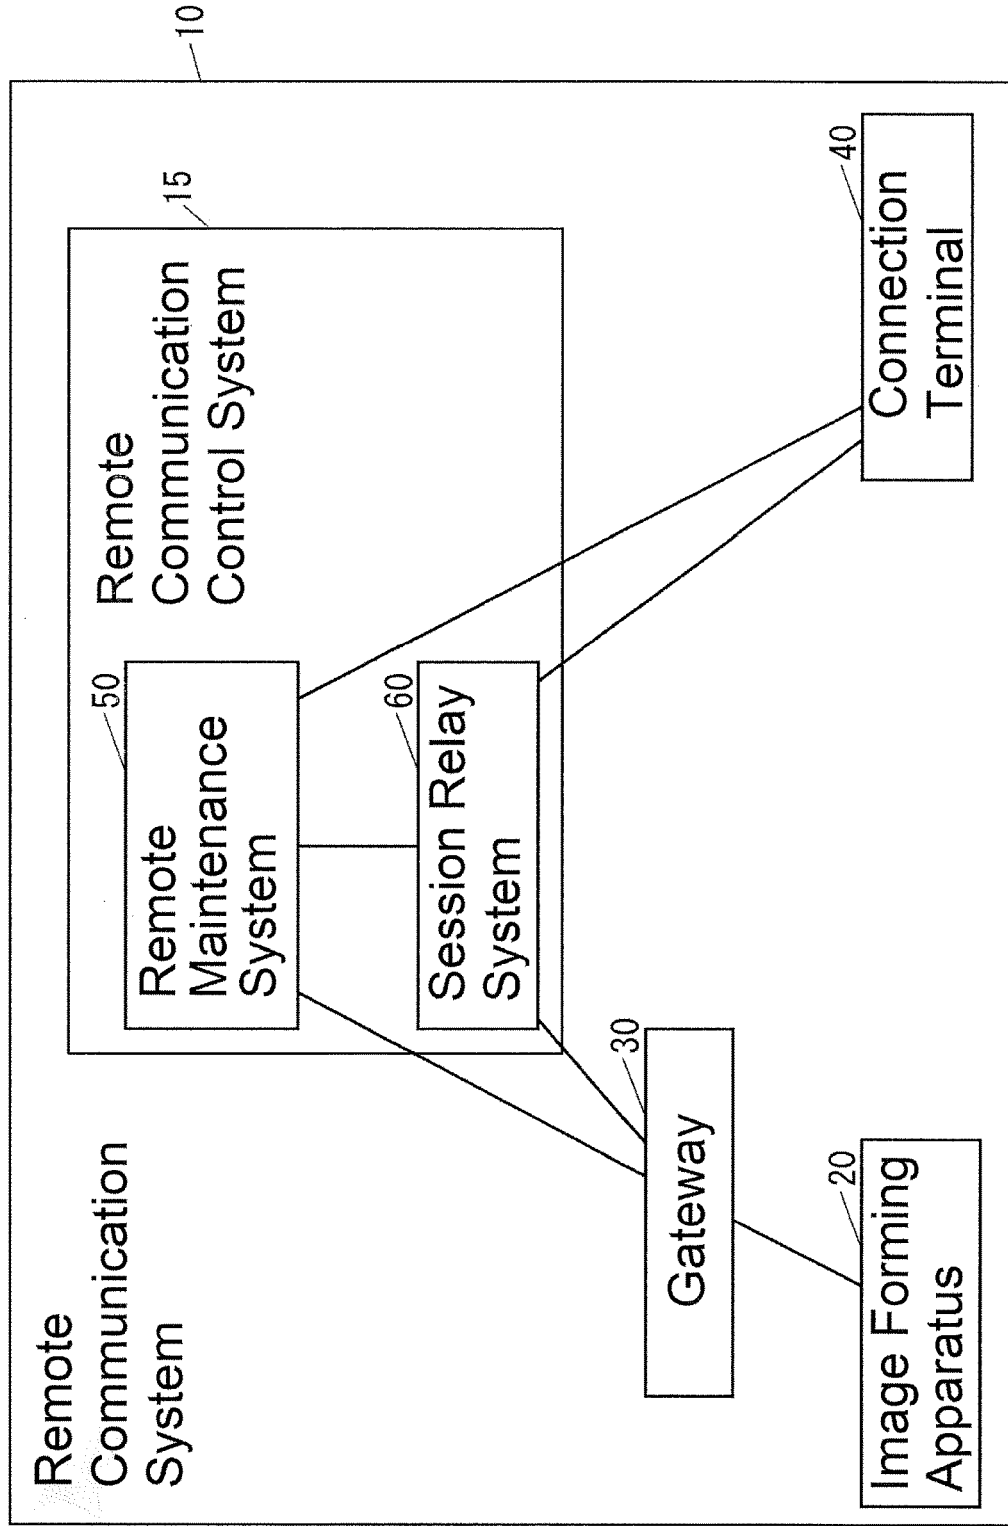 10
Remote
Communication
System
15
Remote
Communication
Control System
50
Remote
Maintenance
System
60
Session Relay
System
30
Gateway
20
Image Forming
Apparatus
40
Connection
Terminal